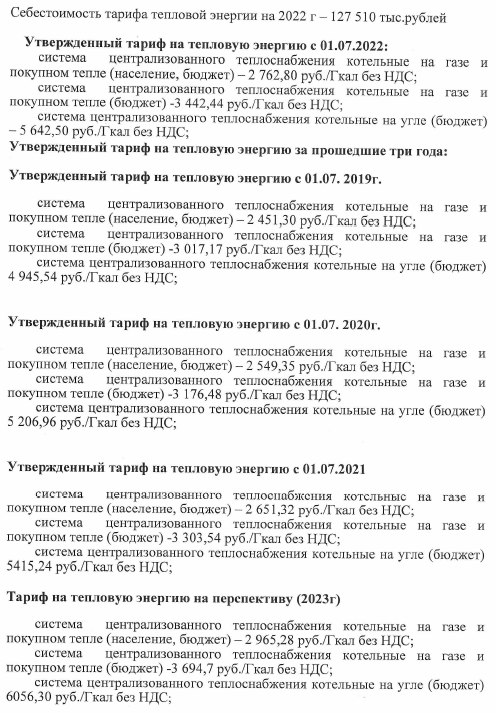 Себестоимость тарифа тепловой энергии на 2022 г – 127 510 тыс.рублей
Утвержденный тариф на тепловую энергию с 01.07.2022:
система централизованного теплоснабжения котельные на газе и
покупном тепле (население, бюджет) – 2 762,80 руб./Гкал без НДС;
система централизованного теплоснабжения котельные на газе и
покупном тепле (бюджет) -3 442,44 руб./Гкал без НДС;
система централизованного теплоснабжения котельные на угле (бюджет)
– 5 642,50 руб./Гкал без НДС;
Утвержденный тариф на тепловую энергию за прошедшие три года:
Утвержденный тариф на тепловую энергию с 01.07. 2019г.
система централизованного теплоснабжения котельные на газе и
покупном тепле (население, бюджет) – 2 451,30 руб./Гкал без НДС;
система централизованного теплоснабжения котельные на газе и
покупном тепле (бюджет) -3 017,17 руб./Гкал без НДС;
система централизованного теплоснабжения котельные на угле (бюджет)
4 945,54 руб./Гкал без НДС;
Утвержденный тариф на тепловую энергию с 01.07. 2020г.
система централизованного теплоснабжения котельные на газе и
покупном тепле (население, бюджет) – 2 549,35 руб./Гкал без НДС;
система централизованного теплоснабжения котельные на газе и
покупном тепле (бюджет) -3 176,48 руб./Гкал без НДС;
система централизованного теплоснабжения котельные на угле (бюджет)
5 206,96 руб./Гкал без НДС;
Утвержденный тариф на тепловую энергию с 01.07.2021
система централизованного теплоснабжения котельные на газе и
покупном тепле (население, бюджет) – 2 651,32 руб./Гкал без НДС;
система централизованного теплоснабжения котельные на газе и
покупном тепле (бюджет) -3 303,54 руб./Гкал без НДС;
система централизованного теплоснабжения котельные на угле (бюджет)
5415,24 руб./Гкал без НДС;
Тариф на тепловую энергию на перспективу (2023г)
система централизованного теплоснабжения котельные на газе и
покупном тепле (население, бюджет) – 2 965,28 руб./Гкал без НДС;
система централизованного теплоснабжения котельные на газе и
покупном тепле (бюджет) -3 694,7 руб./Гкал без НДС;
система централизованного теплоснабжения котельные на угле (бюджет)
6056,30 руб./Гкал без НДС;